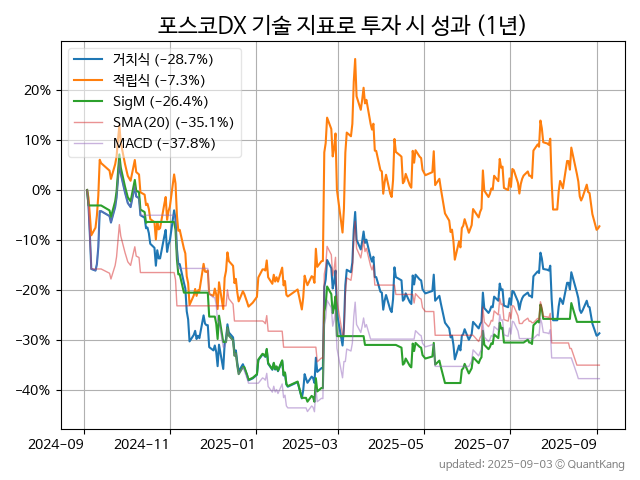 포스코DX 기술 지표로 투자 시 성과 (1년)
거치식 (−28.7%)
적립식 (−7.3%)
SigM (−26.4%)
SMA(20) (−35.1%)
MACD (−37.8%)
20%
10%
0%
−10%
−20%
−30%
−40%
2024-09
2024-11
2025-01
2025-03
2025-05
2025-07
2025-09
updated: 2025-09-03 © QuantKang